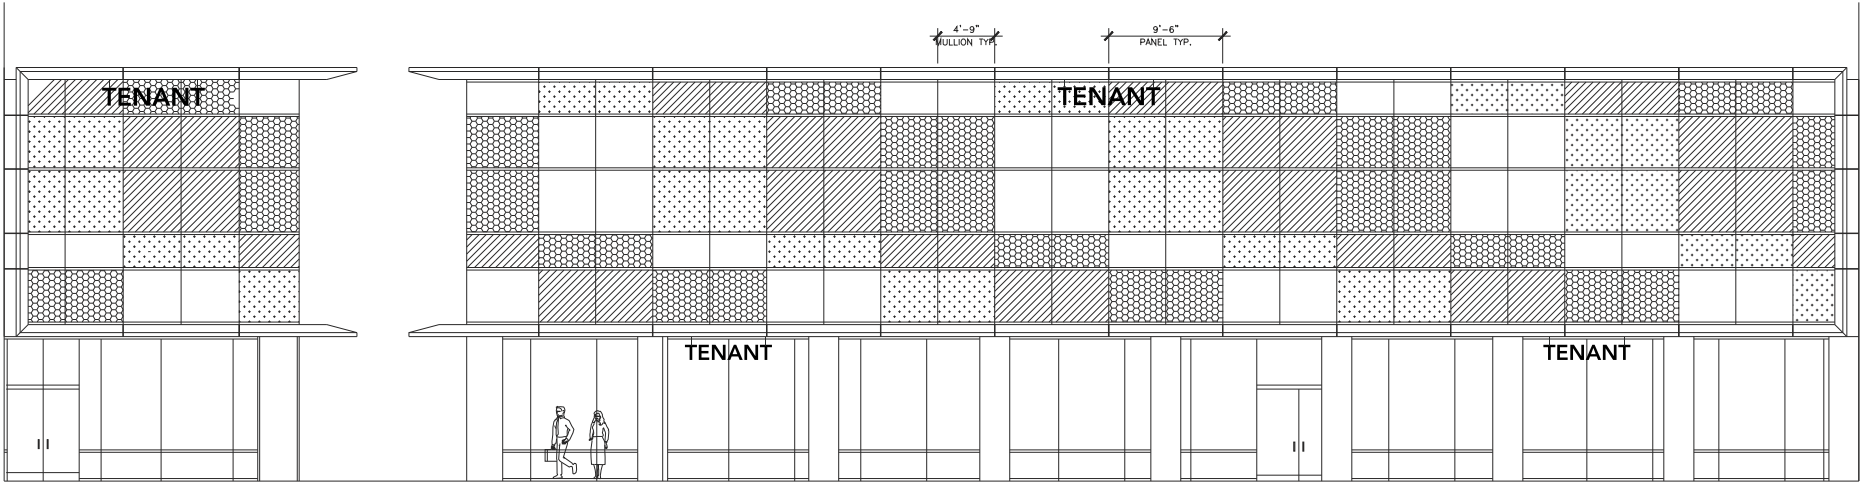 4'-9"
MULLION TYP.
9'-6"
PANEL TYP.
TENANT
TENANT
TENANT
TENANT